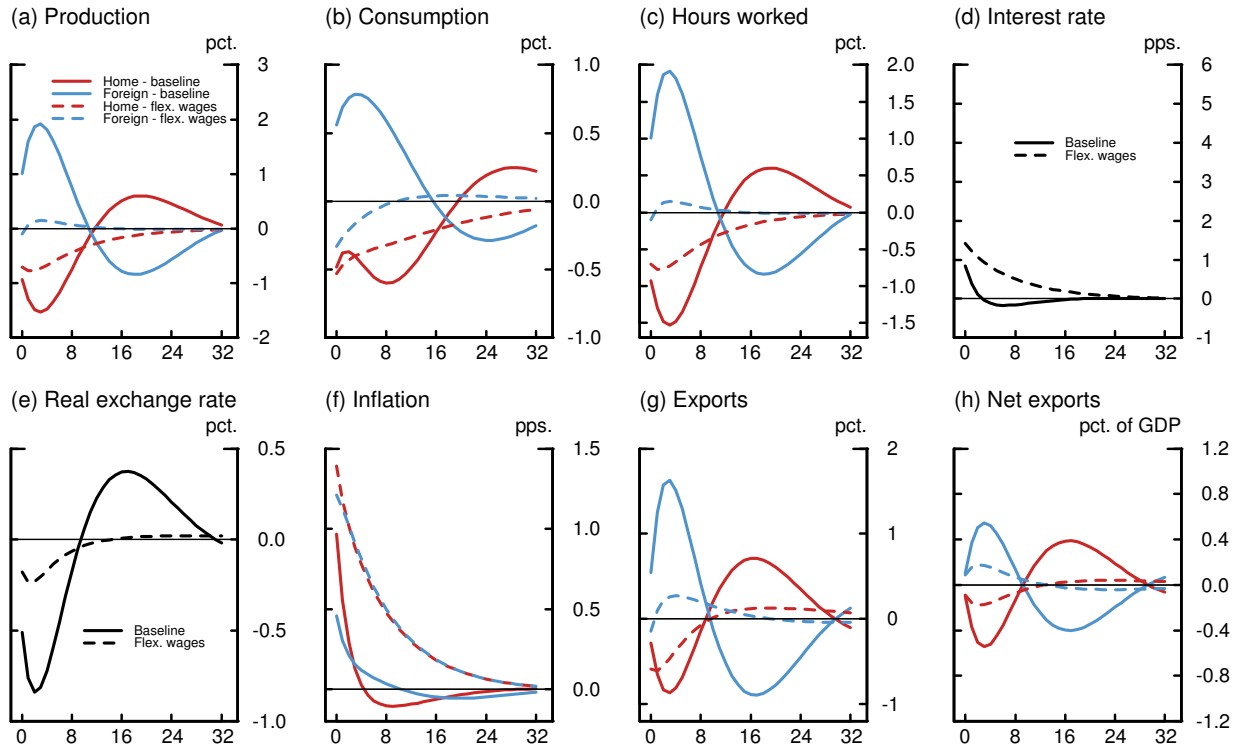 (a) Production
(b) Consumption
(c) Hours worked
(d) Interest rate
pct.
pct.
pct.
pps.
Home - baseline
Foreign - baseline
Home - flex. wages
Foreign - flex. wages
3
2
1
0
-1
-2
0 8 16 24 32
1.0
0.5
0.0
-0.5
-1.0
0 8 16 24 32
2.0
1.5
1.0
0.5
0.0
-0.5
-1.0
-1.5
0 8 16 24 32
Baseline
Flex. wages
6
5
4
3
2
1
0
-1
0 8 16 24 32
(e) Real exchange rate
(f) Inflation
(g) Exports
(h) Net exports
pct.
pps.
pct.
pct. of GDP
0.5
0.0
-0.5
-1.0
Baseline
Flex. wages
0 8 16 24 32
1.5
1.0
0.5
0.0
0 8 16 24 32
2
1
0
-1
0 8 16 24 32
1.2
0.8
0.4
0.0
-0.4
-0.8
-1.2
0 8 16 24 32